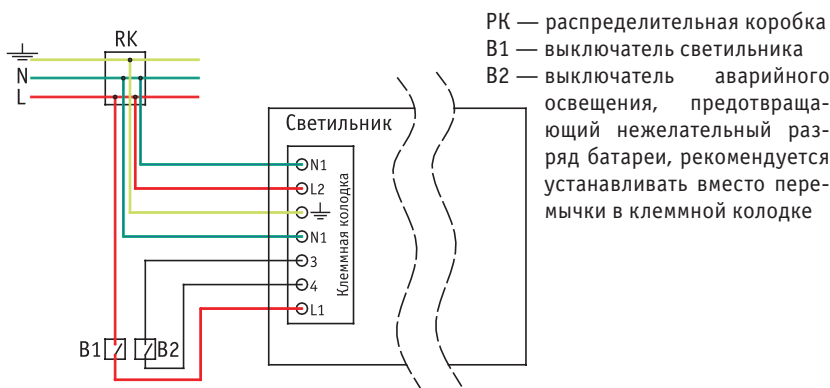 RK
N
L
Светильник
Клеммная колодка
N1
L2
N1
3
4
L1
B1
B2
РК — распределительная коробка
В1 — выключатель светильника
В2 — выключатель аварийного
освещения, предотвраща-
ющий нежелательный раз-
ряд батареи, рекомендуется
устанавливать вместо пере-
мычки в клеммной колодке